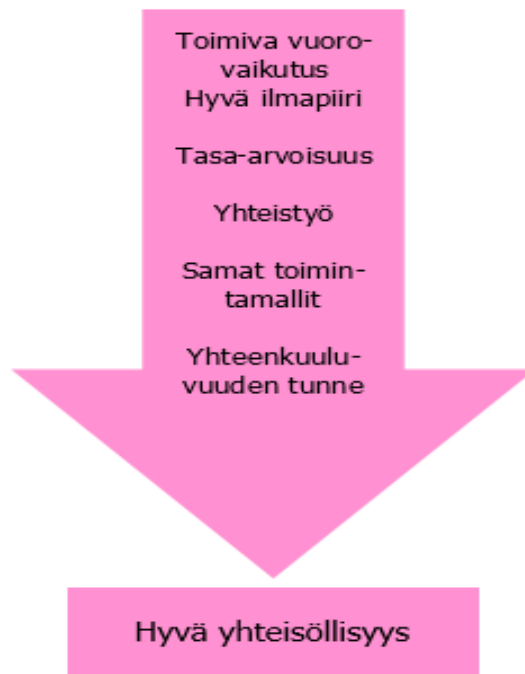 Toimiva vuoro-
vaikutus
Hyvä ilmapiiri
Tasa-arvoisuus
Yhteistyö
Samat toimin-
tamallit
Yhteenkuulu-
vuuden tunne
Hyvä yhteisöllisyys